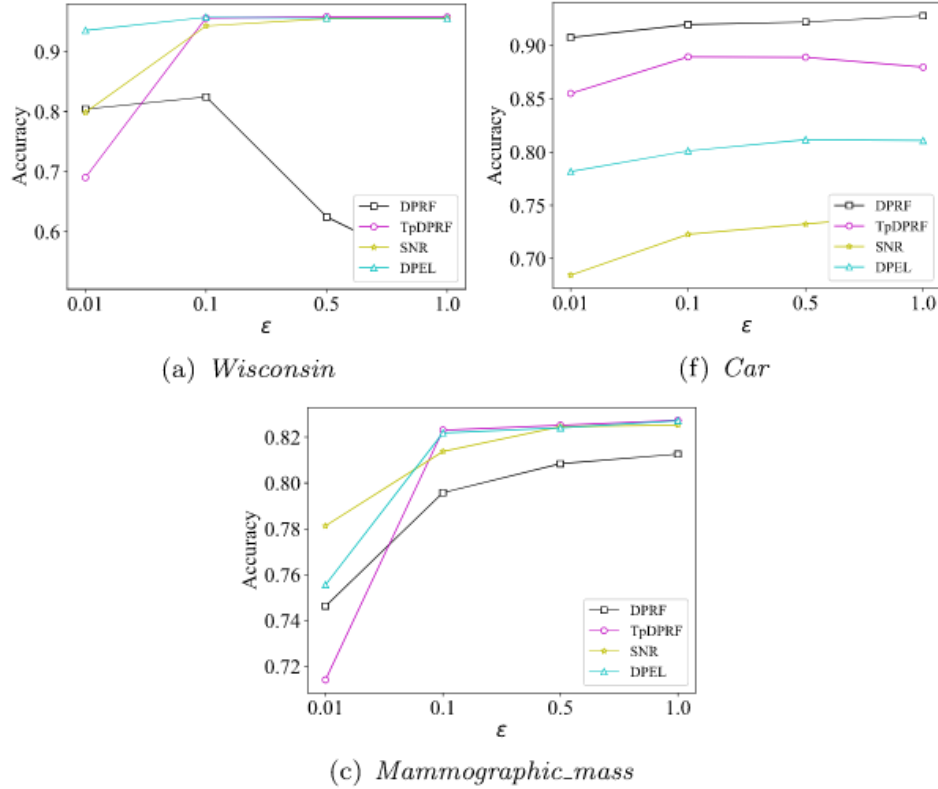 Accuracy
0.9
0.8
0.7
0.6
DPRF
TpDPRF
SNR
DPEL
0.01 0.1 0.5 1.0
ε
(a) Wisconsin
Accuracy
0.90
0.85
0.80
0.75
0.70
DPRF
TpDPRF
SNR
DPEL
0.01 0.1 0.5 1.0
ε
(f) Car
Accuracy
0.82
0.80
0.78
0.76
0.74
0.72
DPRF
TpDPRF
SNR
DPEL
0.01 0.1 0.5 1.0
ε
(c) Mammographic_mass